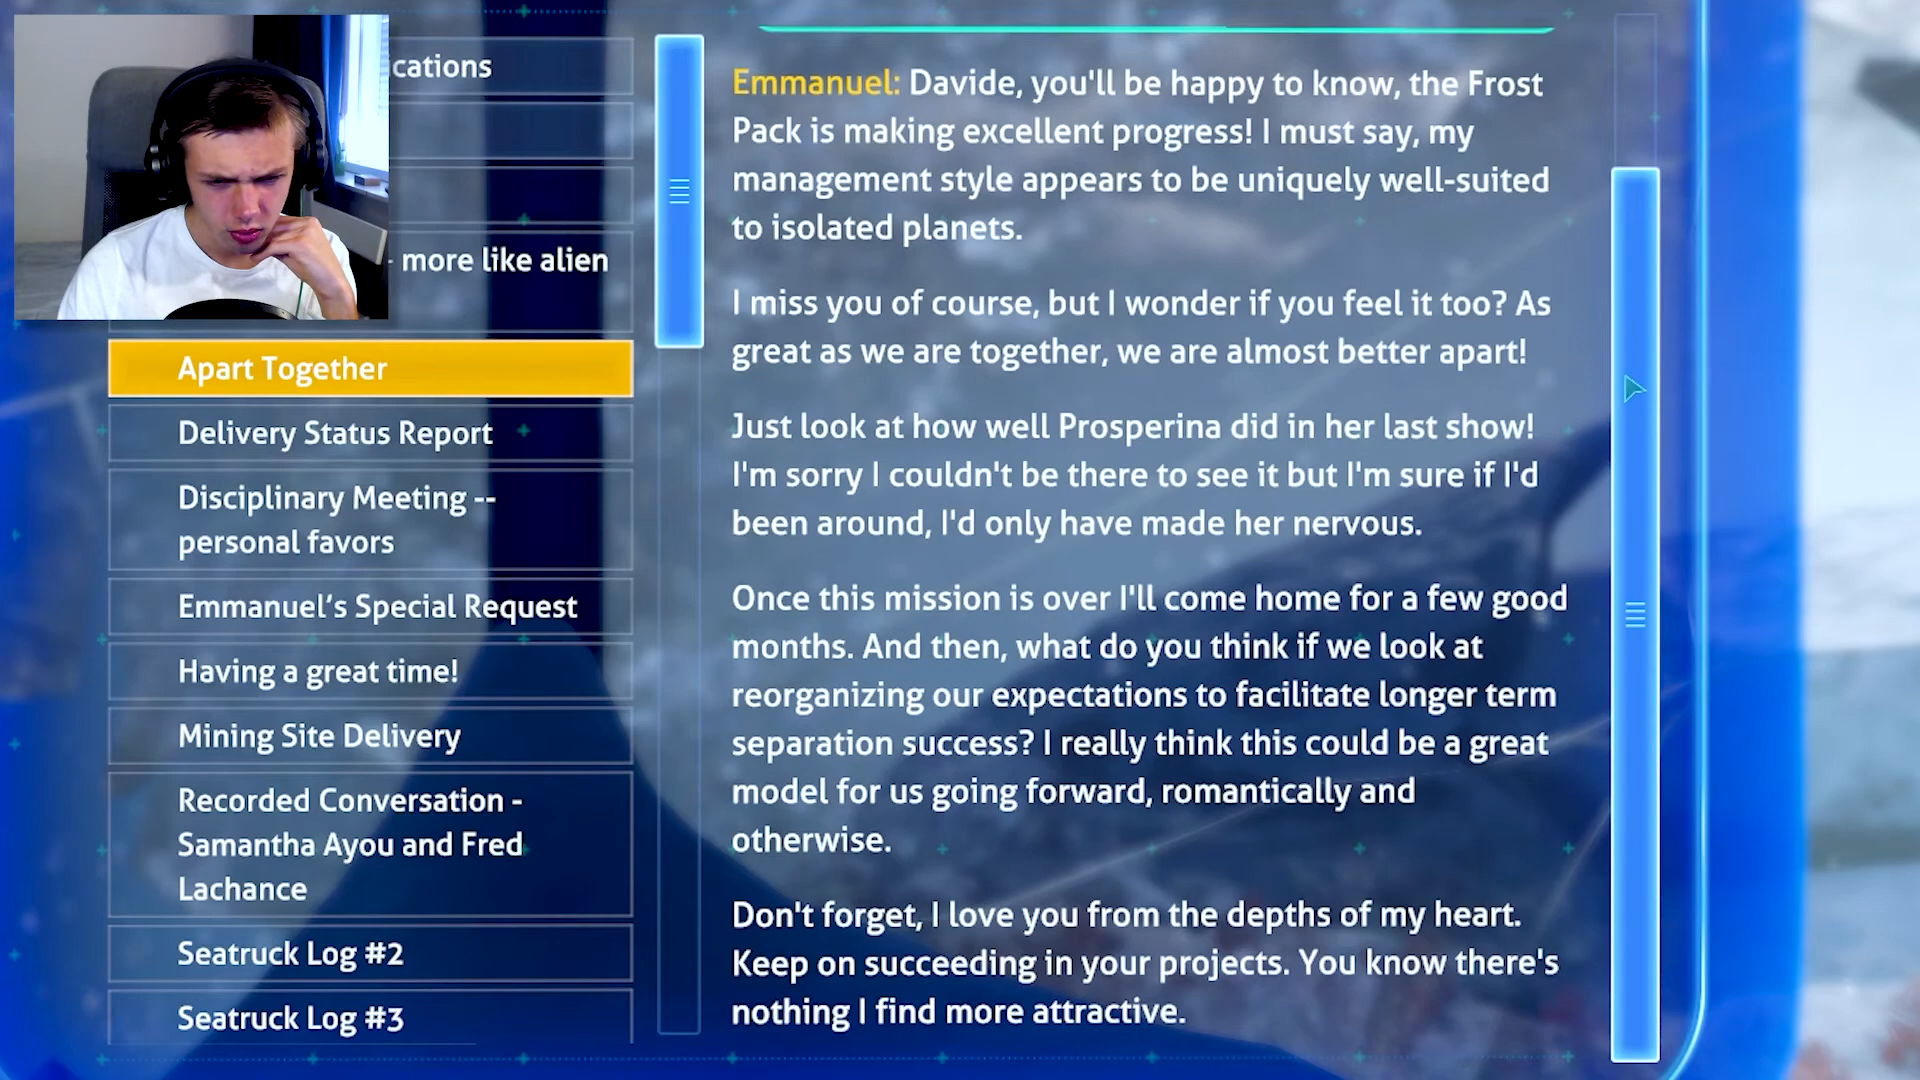 cations
more like alien
Apart Together
Delivery Status Report
Disciplinary Meeting --
personal favors
Emmanuel’s Special Request
Having a great time!
Mining Site Delivery
Recorded Conversation -
Samantha Ayou and Fred
Lachance
Seatruck Log #2
Seatruck Log #3
Emmanuel: Davide, you'll be happy to know, the Frost
Pack is making excellent progress! I must say, my
management style appears to be uniquely well-suited
to isolated planets.
I miss you of course, but I wonder if you feel it too? As
great as we are together, we are almost better apart!
Just look at how well Prosperina did in her last show!
I'm sorry I couldn't be there to see it but I'm sure if I'd
been around, I'd only have made her nervous.
Once this mission is over I'll come home for a few good
months. And then, what do you think if we look at
reorganizing our expectations to facilitate longer term
separation success? I really think this could be a great
model for us going forward, romantically and
otherwise.
Don't forget, I love you from the depths of my heart.
Keep on succeeding in your projects. You know there's
nothing I find more attractive.